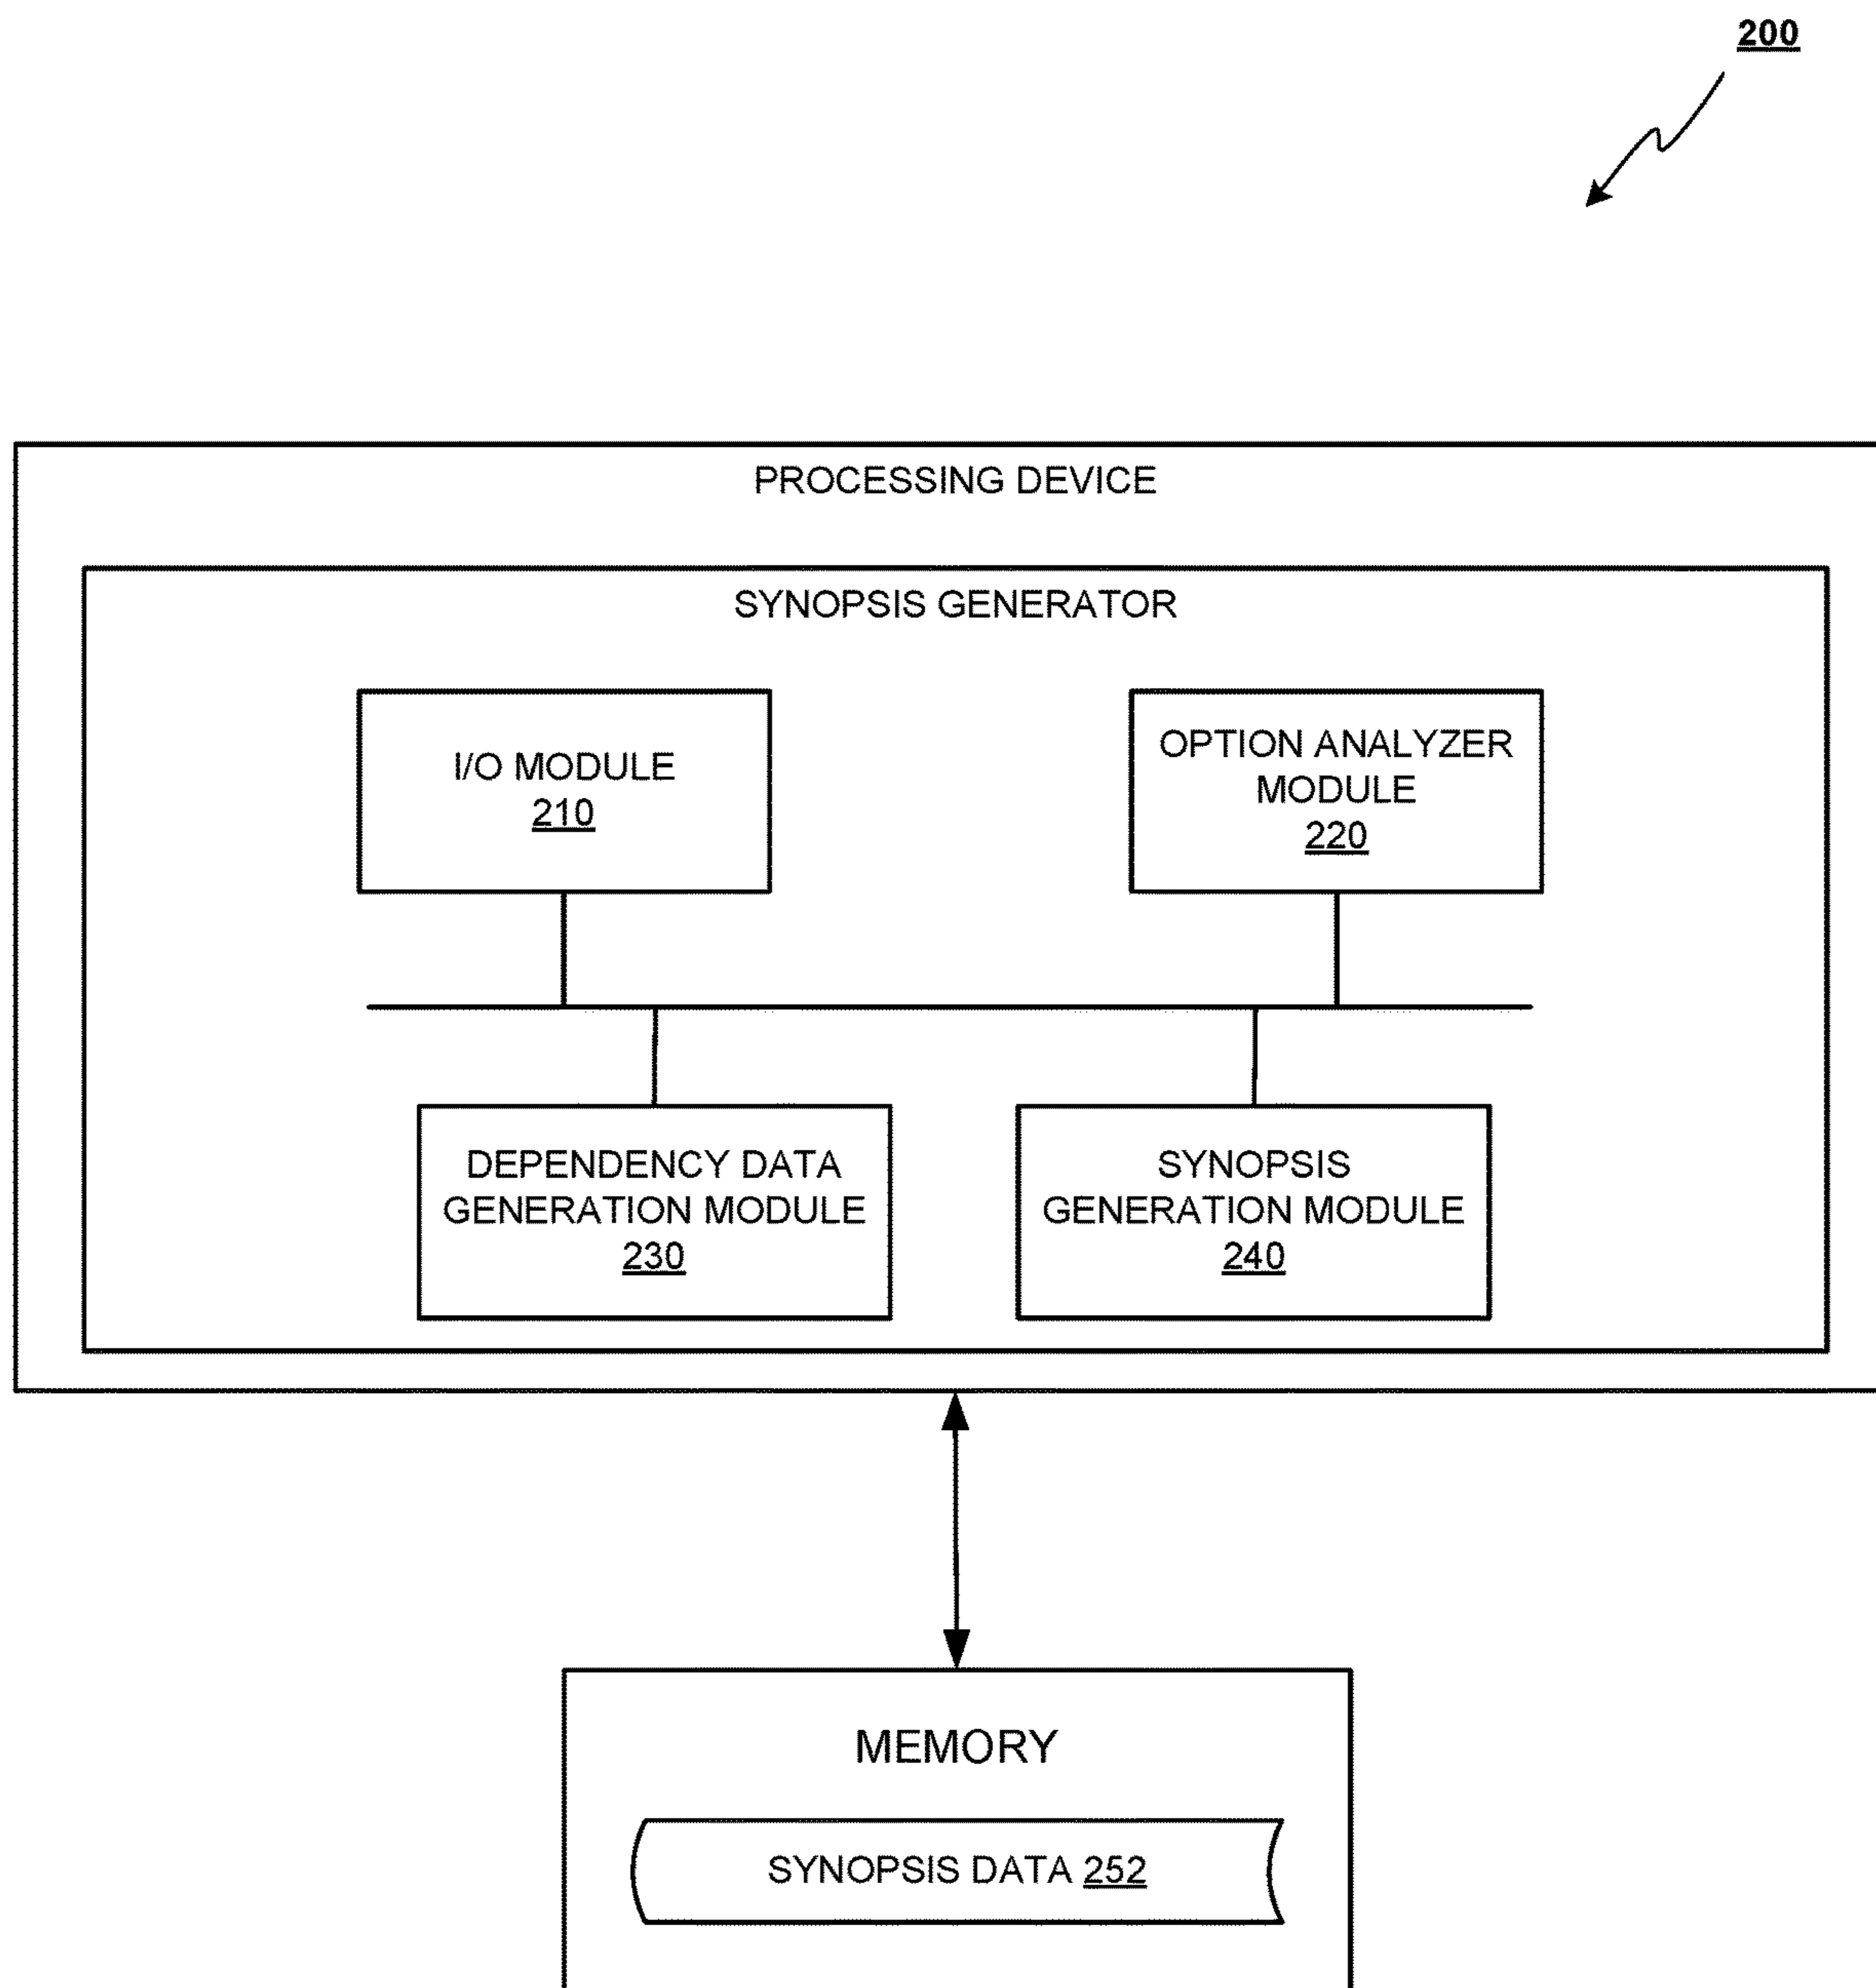 200
PROCESSING DEVICE
SYNOPSIS GENERATOR
I/O MODULE
210
OPTION ANALYZER
MODULE
220
DEPENDENCY DATA
GENERATION MODULE
230
SYNOPSIS
GENERATION MODULE
240
MEMORY
SYNOPSIS DATA 252